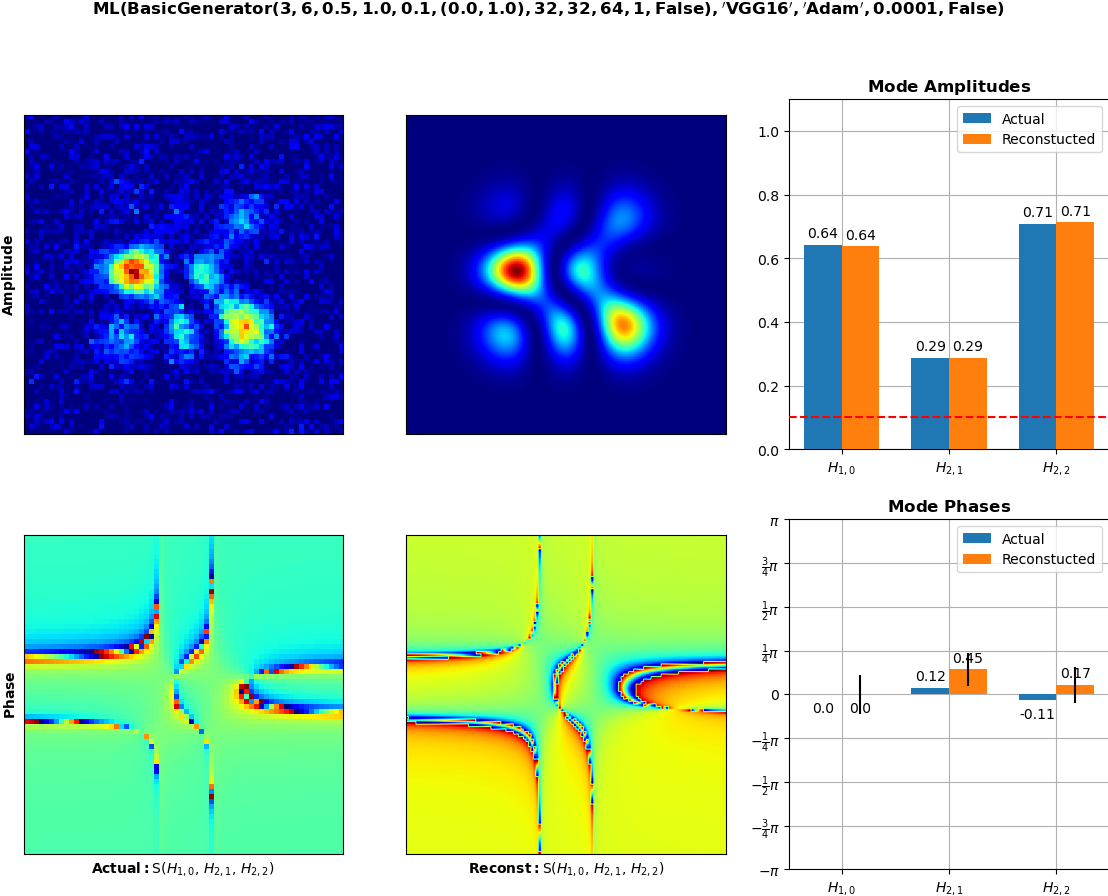 ML(BasicGenerator(3, 6, 0.5, 1.0, 0.1, (0.0, 1.0), 32, 32, 64, 1, False), ′VGG16′, ′Adam′, 0.0001, False)
Amplitude
Mode Amplitudes
Actual
Reconstucted
1.0
0.8
0.6
0.4
0.2
0.0
0.64
0.64
0.29
0.29
0.71
0.71
H1,0
H2,1
H2,2
Phase
Actual: S(H1,0, H2,1, H2,2)
Reconst: S(H1,0, H2,1, H2,2)
Mode Phases
Actual
Reconstucted
π
3/4π
1/2π
1/4π
0
−1/4π
−1/2π
−3/4π
−π
0.0
0.0
0.12
0.45
-0.11
0.17
H1,0
H2,1
H2,2